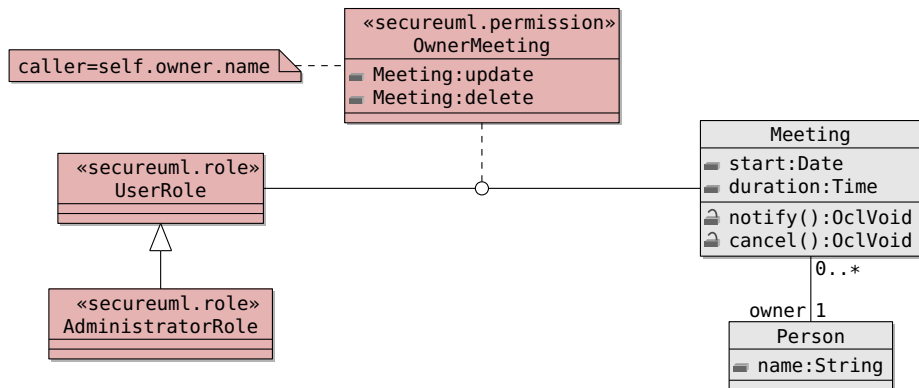 «secureuml.permission»
OwnerMeeting
caller=self.owner.name
Meeting:update
Meeting:delete
Meeting
start:Date
duration:Time
«secureuml.role»
UserRole
notify():OclVoid
cancel():OclVoid
0..*
«secureuml.role»
AdministratorRole
owner 1
Person
name:String